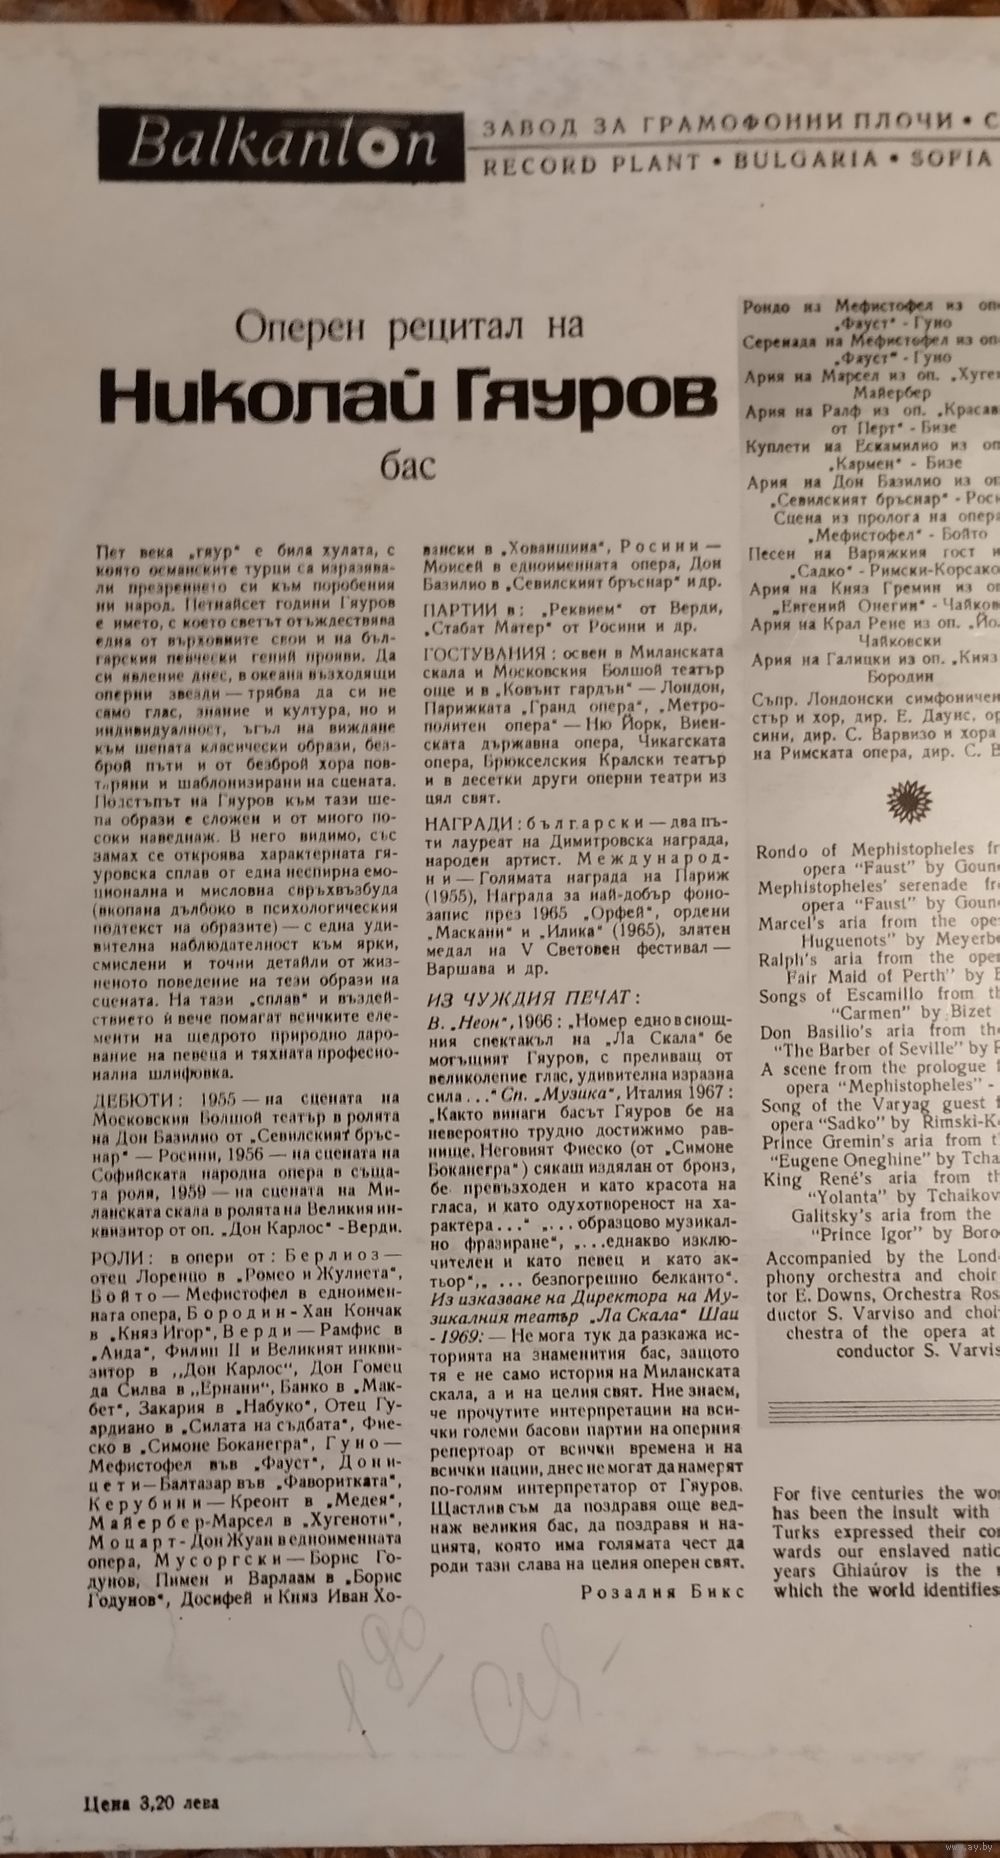 Balkanton
ЗАВОД ЗА ГРАМОФОННИ ПЛОЧИ • С
RECORD PLANT • BULGARIA • SOFIA
Оперен рецитал на
Николай Гяуров
бас
Пет века „гяур“ е била хулата, с
която османските турци са изразява-
ли презрението си към поробения
ни народ. Петнайсет години Гяуров
е името, с което светът отъждествява
една от върховните свои и на бъл-
гарския певчески гений прояви. Да
си явление днес, в океана възходящи
оперни звезди — трябва да си не
само глас, знание и култура, но и
индивидуалност, ъгъл на виждане
към шепата класически образи, без-
брой пъти и от безброй хора пов-
таряни и шаблонизирани на сцената.
Подстъпът на Гяуров към тази ше-
па образи е сложен и от много по-
соки наведнаж. В него видимо, със
замах се откроява характерната гя-
уровска сплав от една неспирна емо-
ционална и мисловна свръхвъзбуда
(вкопана дълбоко в психологическия
подтекст на образите) — с една уди-
вителна наблюдателност към ярки,
смислени и точни детайли от жиз-
неното поведение на тези образи на
сцената. На тази „сплав“ и въздей-
ствието ѝ вече помагат всичките еле-
менти на щедрото природно даро-
вание на певеца и тяхната професио-
нална шлифовка.
ДЕБЮТИ: 1955 — на сцената на
Московския Болшой театър в ролята
на Дон Базилио от „Севилският бръс-
нар“ — Росини, 1956 — на сцената на
Софийската народна опера в съща-
та роля, 1959 — на сцената на Ми-
ланската скала в ролята на Великия ин-
квизитор от оп. „Дон Карлос“ - Верди.
РОЛИ: в опери от: Берлиоз —
отец Лоренцо в „Ромео и Жулиета“,
Бойто — Мефистофел в едноимен-
ната опера, Бородин - Хан Кончак
в „Княз Игор“, Верди — Рамфис в
„Аида“, Филип II и Великият инкви-
зитор в „Дон Карлос“, Дон Гомец
да Силва в „Ернани“, Банко в „Мак-
бет“, Закария в „Набуко“, Отец Гу-
ардиано в „Силата на съдбата“, Фие-
ско в „Симоне Боканегра“, Гуно —
Мефистофел във „Фауст“, Дони-
цети — Балтазар във „Фаворитката“,
Керубини — Креонт в „Медея“,
Майербер - Марсел в „Хугеноти“,
Моцарт - Дон Жуан в едноименната
опера, Мусоргски — Борис Го-
дунов, Пимен и Варлаам в „Борис
Годунов“, Досифей и Княз Иван Хо-
вански в „Хованщина“, Росини —
Моисей в едноименната опера, Дон
Базилио в „Севилският бръснар“ и др.
ПАРТИИ в: „Реквием“ от Верди,
„Стабат Матер“ от Росини и др.
ГОСТУВАНИЯ: освен в Миланската
скала и Московския Болшой театър
още и в „Ковънт гардън“ — Лондон,
Парижката „Гранд опера“, „Метро-
политен опера“ — Ню Йорк, Виен-
ската държавна опера, Чикагската
опера, Брюкселския Кралски театър
и в десетки други оперни театри из
цял свят.
НАГРАДИ: български — два пъ-
ти лауреат на Димитровска награда,
народен артист. Международ-
ни — Голямата награда на Париж
(1955), Награда за най-добър фоно-
запис през 1965 „Орфей“, ордени
„Маскани“ и „Илика“ (1965), златен
медал на V Световен фестивал —
Варшава и др.
ИЗ ЧУЖДИЯ ПЕЧАТ:
В. „Неон“, 1966: „Номер едно в снощ-
ния спектакъл на „Ла Скала“ бе
могъщият Гяуров, с преливащ от
великолепие глас, удивителна изразна
сила...“ Сп. „Музика“, Италия 1967:
„Както винаги басът Гяуров бе на
невероятно трудно достижимо рав-
нище. Неговият Фиеско (от „Симоне
Боканегра“) сякаш издялан от бронз,
бе превъзходен и като красота на
гласа, и като одухотвореност на ха-
рактера...“ „...образцово музикал-
но фразиране“, „...еднакво изклю-
чителен и като певец и като ак-
тьор“, „... безпогрешно белканто“.
Из изказване на Директора на Му-
зикалния театър „Ла Скала“ Шаи
- 1969: — Не мога тук да разкажа ис-
торията на знаменития бас, защото
тя е не само история на Миланската
скала, а и на целия свят. Ние знаем,
че прочутите интерпретации на вси-
чки големи басови партии на оперния
репертоар от всички времена и на
всички нации, днес не могат да намерят
по-голям интерпретатор от Гяуров.
Щастлив съм да поздравя още вед-
наж великия бас, да поздравя и на-
цията, която има голямата чест да
роди тази слава на целия оперен свят.
Розалия Бикс
Рондо на Мефистофел из оп
„Фауст“ - Гуно
Серенада на Мефистофел из оп
„Фауст“ - Гуно
Ария на Марсел из оп. „Хуген
Майербер
Ария на Ралф из оп. „Красав
от Перт“ - Бизе
Куплети на Ескамилио из оп
„Кармен“ - Бизе
Ария на Дон Базилио из оп
„Севилският бръснар“ - Рос
Сцена из пролога на опера
„Мефистофел“ - Бойто
Песен на Варяжкия гост и
„Садко“ - Римски-Корсако
Ария на Княз Гремин из оп
„Евгений Онегин“ - Чайков
Ария на Крал Рене из оп. „Йо
Чайковски
Ария на Галицки из оп. „Княз
Бородин
Съпр. Лондонски симфоничен
стър и хор, дир. Е. Даунс, ор
сини, дир. С. Варвизо и хора
на Римската опера, дир. С. В
Rondo of Mephistopheles fr
opera “Faust” by Goun
Mephistopheles' serenade fr
opera “Faust” by Goun
Marcel's aria from the ope
Huguenots” by Meyerbe
Ralph's aria from the oper
Fair Maid of Perth” by B
Songs of Escamillo from th
“Carmen” by Bizet
Don Basilio's aria from the
“The Barber of Seville” by R
A scene from the prologue
opera “Mephistopheles” -
Song of the Varyag guest f
opera “Sadko” by Rimski-K
Prince Gremin's aria from t
“Eugene Oneghine” by Tcha
King René's aria from th
“Yolanta” by Tchaikov
Galitsky's aria from the
“Prince Igor” by Boro
Accompanied by the Lond
phony orchestra and choir
tor E. Downs, Orchestra Ros
ductor S. Varviso and choi
chestra of the opera at
conductor S. Varvis
For five centuries the wo
has been the insult with
Turks expressed their con
wards our enslaved natio
years Ghiaúrov is the
which the world identifies
Цена 3,20 лева
www.ay.by